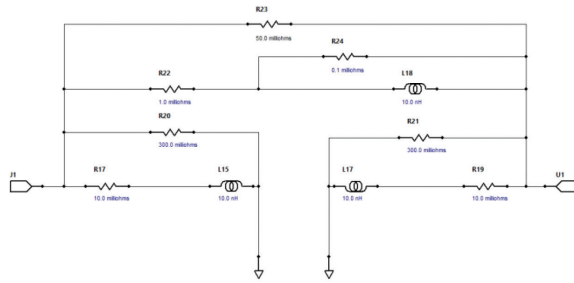 R23
50.0 milliohms
R24
0.1 milliohms
R22
1.0 milliohms
L18
10.0 nH
R20
300.0 milliohms
R21
300.0 milliohms
J1
R17
10.0 milliohms
L15
10.0 nH
L17
10.0 nH
R19
10.0 milliohms
U1